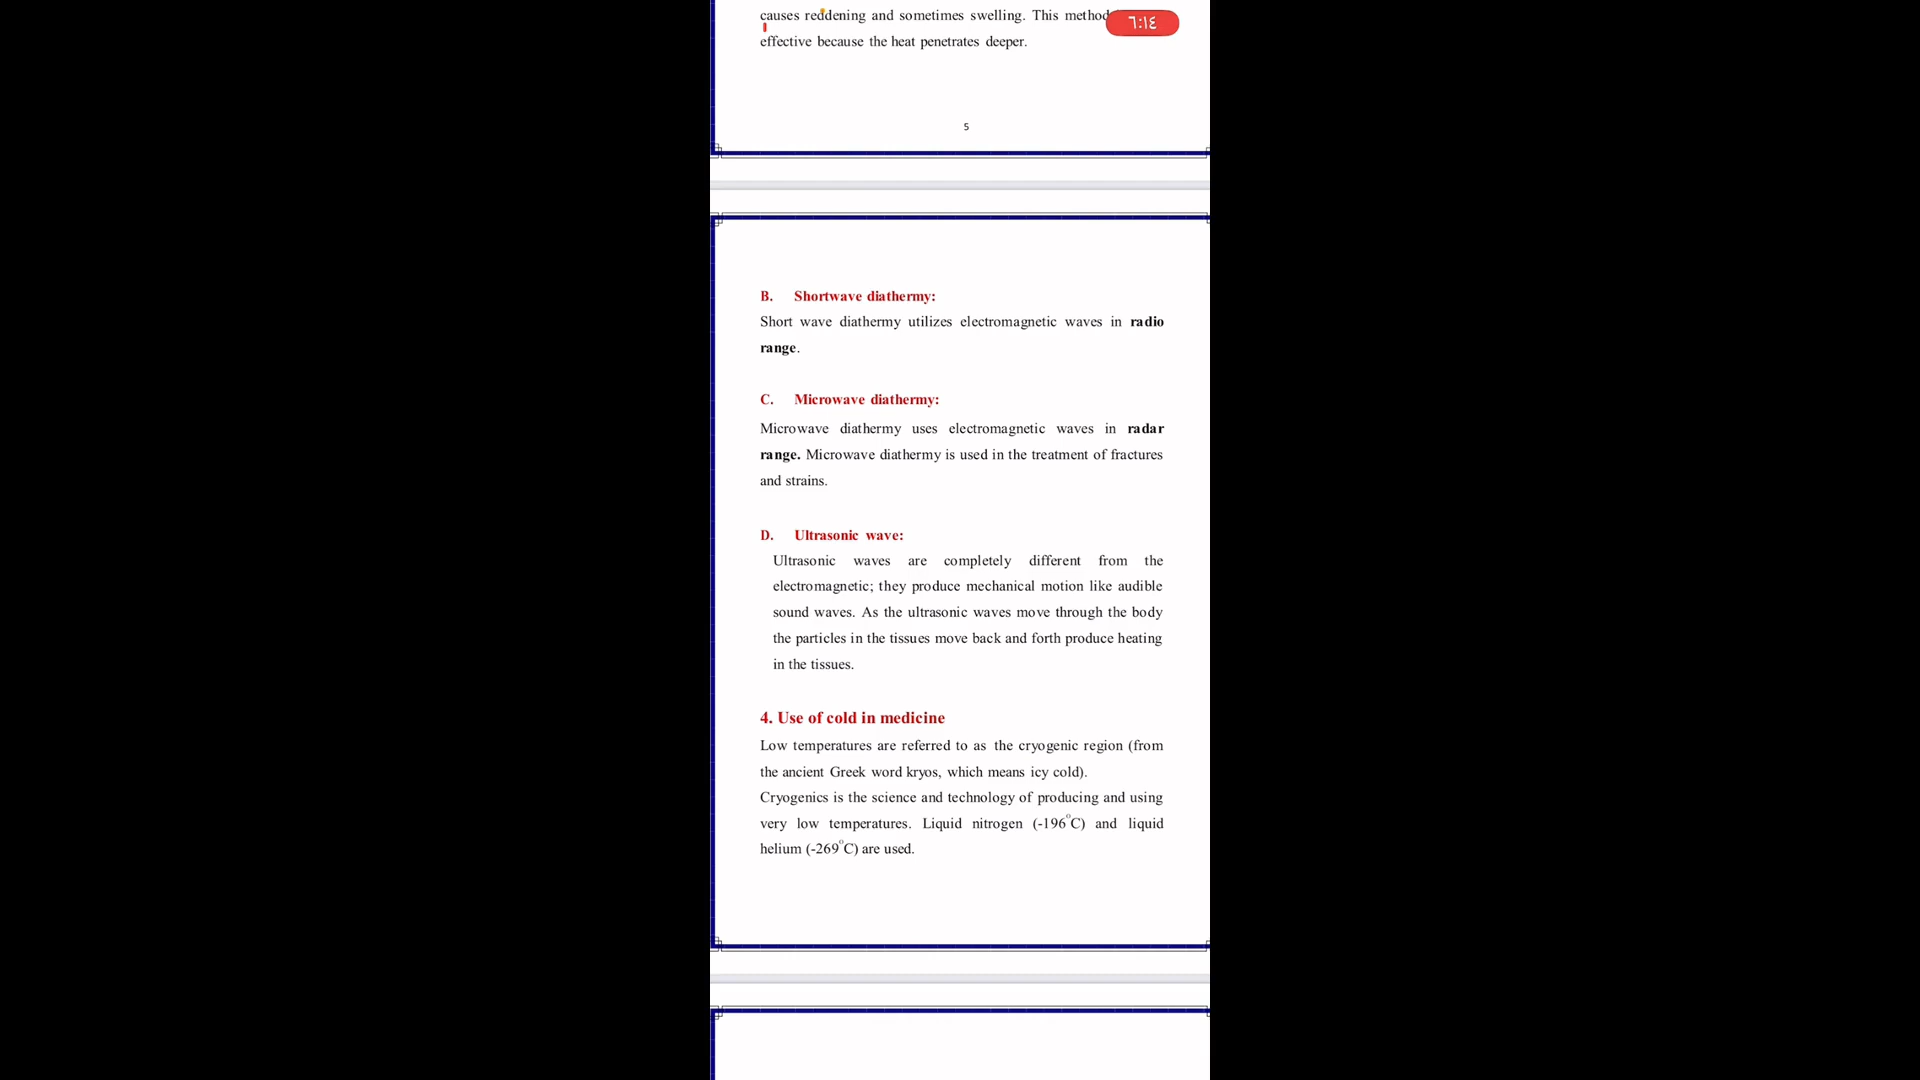 causes reddening and sometimes swelling. This method
٦:١٤
effective because the heat penetrates deeper.
5
B. Shortwave diathermy:
Short wave diathermy utilizes electromagnetic waves in radio
range.
C. Microwave diathermy:
Microwave diathermy uses electromagnetic waves in radar
range. Microwave diathermy is used in the treatment of fractures
and strains.
D. Ultrasonic wave:
Ultrasonic waves are completely different from the
electromagnetic; they produce mechanical motion like audible
sound waves. As the ultrasonic waves move through the body
the particles in the tissues move back and forth produce heating
in the tissues.
4. Use of cold in medicine
Low temperatures are referred to as the cryogenic region (from
the ancient Greek word kryos, which means icy cold).
Cryogenics is the science and technology of producing and using
very low temperatures. Liquid nitrogen (-196°C) and liquid
helium (-269°C) are used.